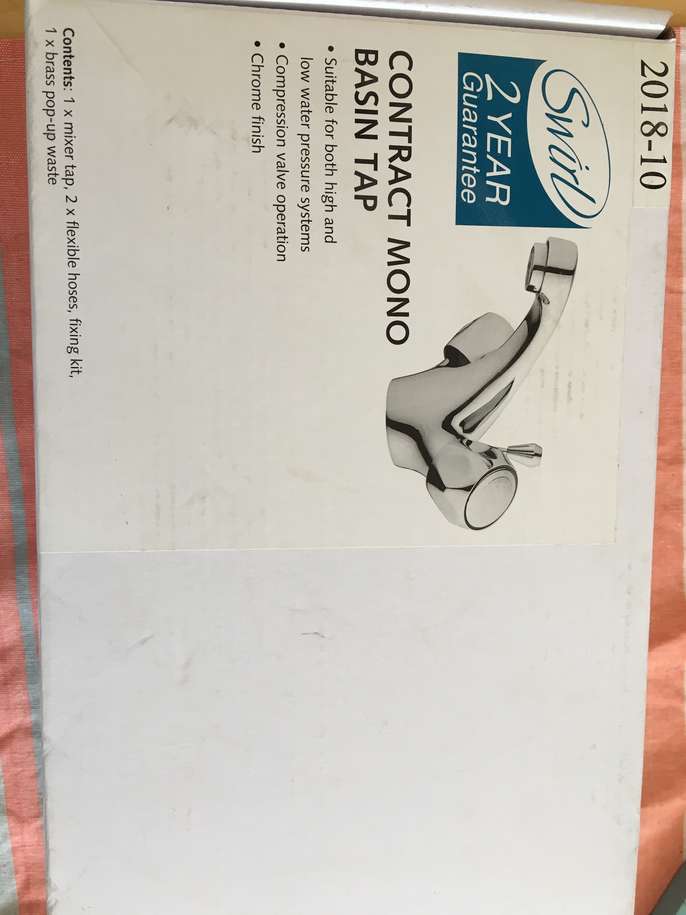 2018-10
Swirl
2 YEAR
Guarantee
CONTRACT MONO
BASIN TAP
• Suitable for both high and
low water pressure systems
• Compression valve operation
• Chrome finish
Contents: 1 x mixer tap, 2 x flexible hoses, fixing kit,
1 x brass pop-up waste